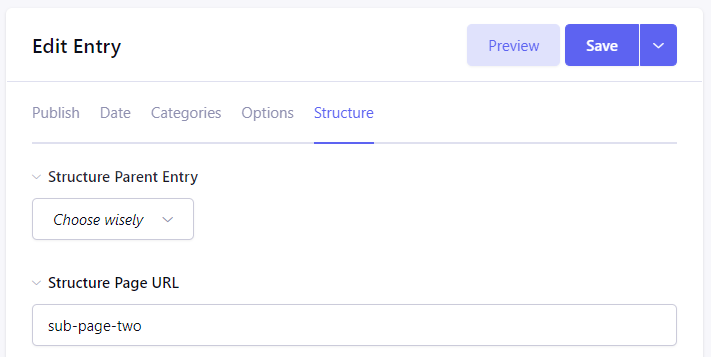 Edit Entry
Preview
Save
Publish Date Categories Options Structure
Structure Parent Entry
Choose wisely
Structure Page URL
sub-page-two